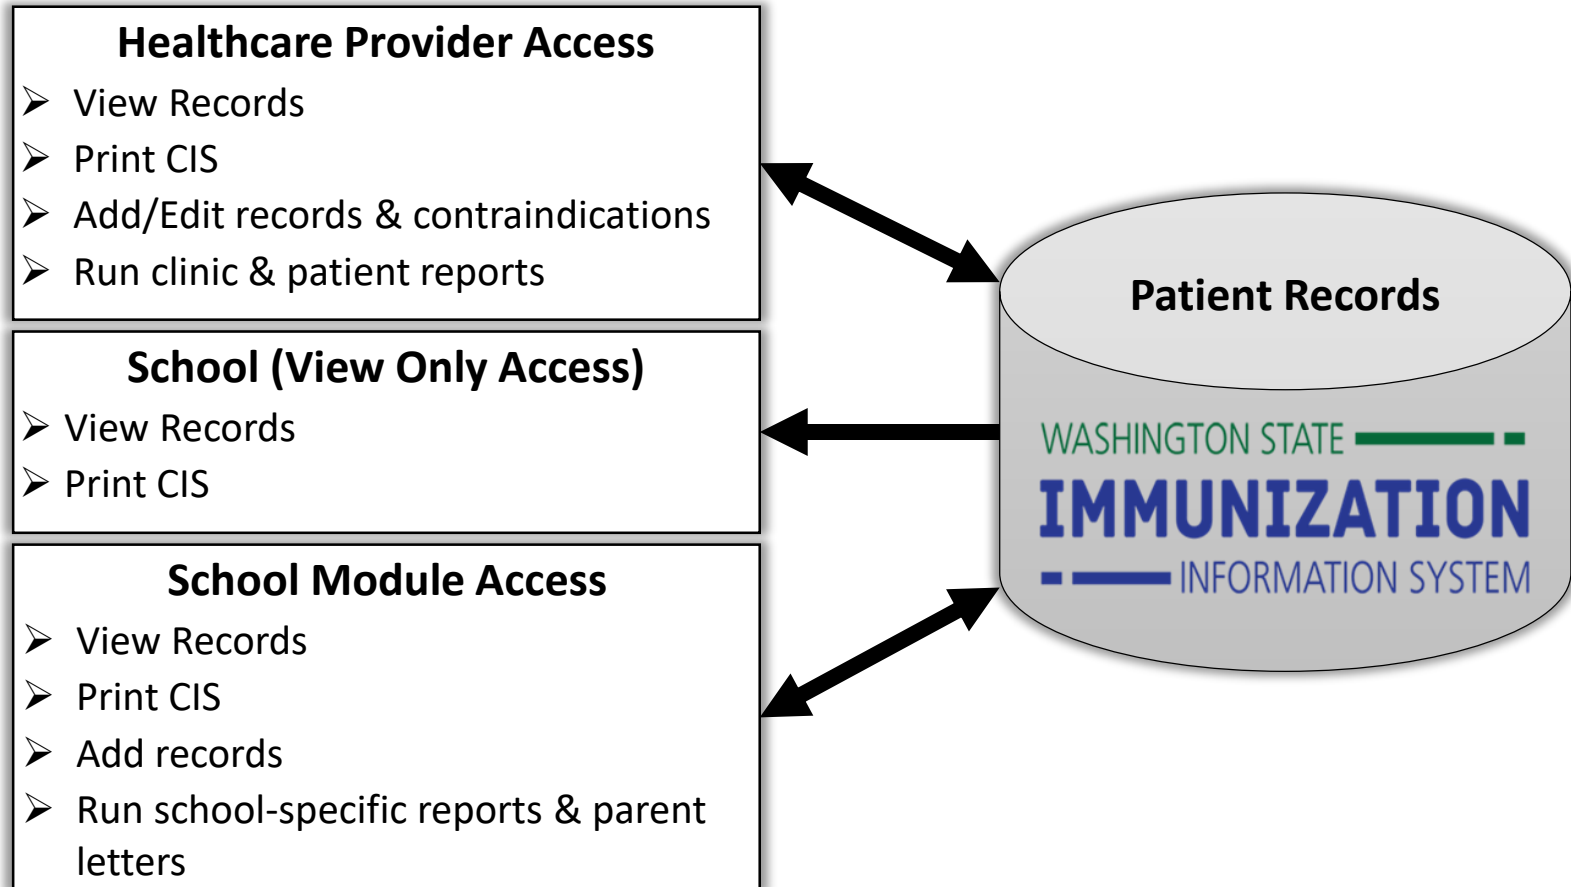 Healthcare Provider Access
➢ View Records
➢ Print CIS
➢ Add/Edit records & contraindications
➢ Run clinic & patient reports
School (View Only Access)
➢ View Records
➢ Print CIS
School Module Access
➢ View Records
➢ Print CIS
➢ Add records
➢ Run school-specific reports & parent
letters
Patient Records
WASHINGTON STATE
IMMUNIZATION
INFORMATION SYSTEM